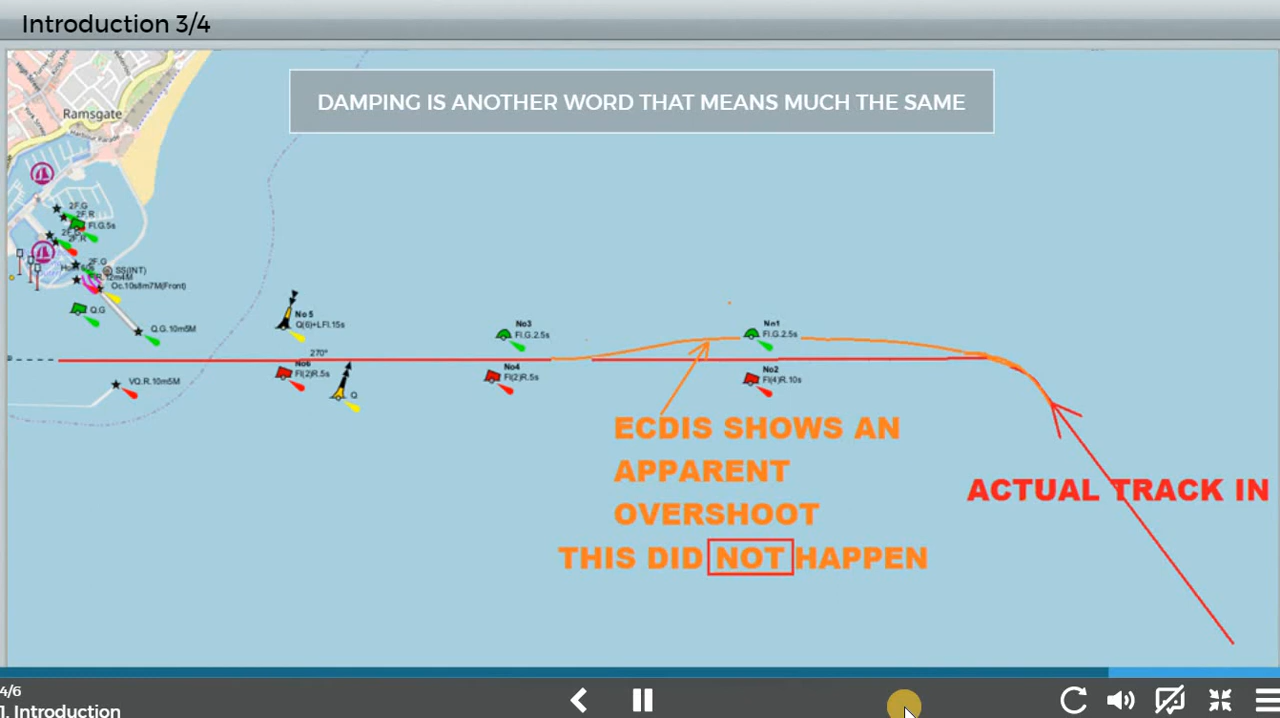 Introduction 3/4
DAMPING IS ANOTHER WORD THAT MEANS MUCH THE SAME
Ramsgate
Harbour Parade
2F.G
2F.R
Fl.G.5s
2F.R
2F.G
SS(INT)
Oc.10s8m7M(Front)
Q.G
Q.G.10m5M
VQ.R.10m5M
No 5
Q(6)+LFl.15s
270°
No6
Fl(2)R.5s
Q
No3
Fl.G.2.5s
No4
Fl(2)R.5s
No1
Fl.G.2.5s
No2
Fl(4)R.10s
ECDIS SHOWS AN
APPARENT
OVERSHOOT
THIS DID NOT HAPPEN
ACTUAL TRACK IN
4/6
1. Introduction